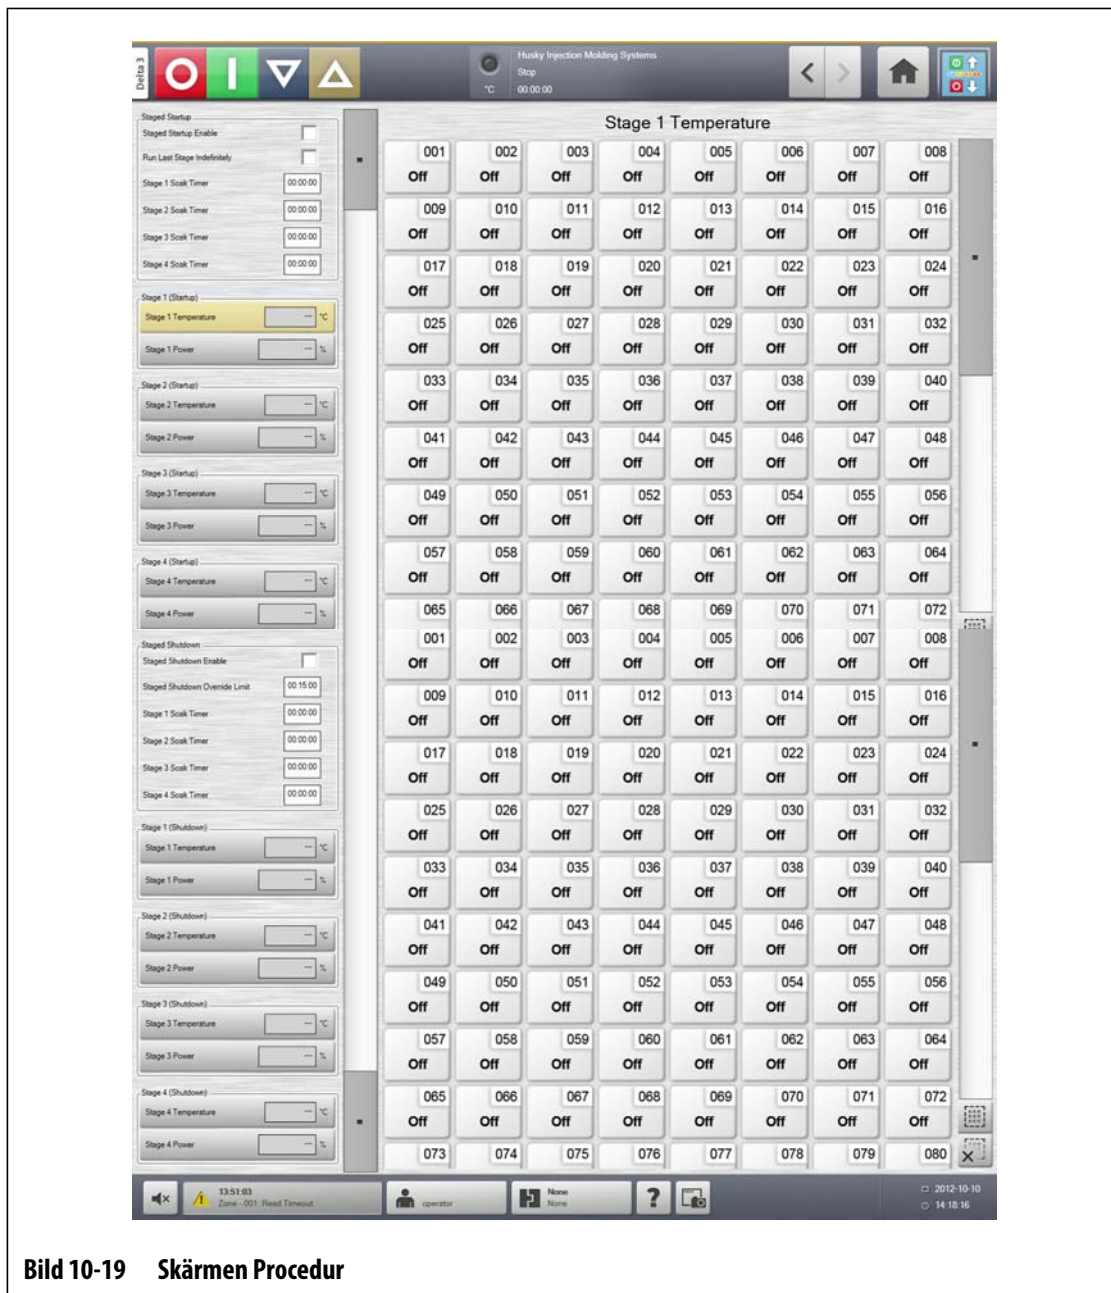 Delta 3
Husky Injection Molding Systems
Stop
°C 00:00:00
Staged Startup
Staged Startup Enable
Run Last Stage Indefinitely
Stage 1 Soak Timer 00:00:00
Stage 2 Soak Timer 00:00:00
Stage 3 Soak Timer 00:00:00
Stage 4 Soak Timer 00:00:00
Stage 1 (Startup)
Stage 1 Temperature -- °C
Stage 1 Power -- %
Stage 2 (Startup)
Stage 2 Temperature -- °C
Stage 2 Power -- %
Stage 3 (Startup)
Stage 3 Temperature -- °C
Stage 3 Power -- %
Stage 4 (Startup)
Stage 4 Temperature -- °C
Stage 4 Power -- %
Staged Shutdown
Staged Shutdown Enable
Staged Shutdown Override Limit 00:15:00
Stage 1 Soak Timer 00:00:00
Stage 2 Soak Timer 00:00:00
Stage 3 Soak Timer 00:00:00
Stage 4 Soak Timer 00:00:00
Stage 1 (Shutdown)
Stage 1 Temperature -- °C
Stage 1 Power -- %
Stage 2 (Shutdown)
Stage 2 Temperature -- °C
Stage 2 Power -- %
Stage 3 (Shutdown)
Stage 3 Temperature -- °C
Stage 3 Power -- %
Stage 4 (Shutdown)
Stage 4 Temperature -- °C
Stage 4 Power -- %
Stage 1 Temperature
001 002 003 004 005 006 007 008
Off Off Off Off Off Off Off Off
009 010 011 012 013 014 015 016
Off Off Off Off Off Off Off Off
017 018 019 020 021 022 023 024
Off Off Off Off Off Off Off Off
025 026 027 028 029 030 031 032
Off Off Off Off Off Off Off Off
033 034 035 036 037 038 039 040
Off Off Off Off Off Off Off Off
041 042 043 044 045 046 047 048
Off Off Off Off Off Off Off Off
049 050 051 052 053 054 055 056
Off Off Off Off Off Off Off Off
057 058 059 060 061 062 063 064
Off Off Off Off Off Off Off Off
065 066 067 068 069 070 071 072
001 002 003 004 005 006 007 008
Off Off Off Off Off Off Off Off
009 010 011 012 013 014 015 016
Off Off Off Off Off Off Off Off
017 018 019 020 021 022 023 024
Off Off Off Off Off Off Off Off
025 026 027 028 029 030 031 032
Off Off Off Off Off Off Off Off
033 034 035 036 037 038 039 040
Off Off Off Off Off Off Off Off
041 042 043 044 045 046 047 048
Off Off Off Off Off Off Off Off
049 050 051 052 053 054 055 056
Off Off Off Off Off Off Off Off
057 058 059 060 061 062 063 064
Off Off Off Off Off Off Off Off
065 066 067 068 069 070 071 072
Off Off Off Off Off Off Off Off
073 074 075 076 077 078 079 080
13:51:03
Zone - 001: Read Timeout
operator
None
None
?
2012-10-10
14:18:16
Bild 10-19 Skärmen Procedur